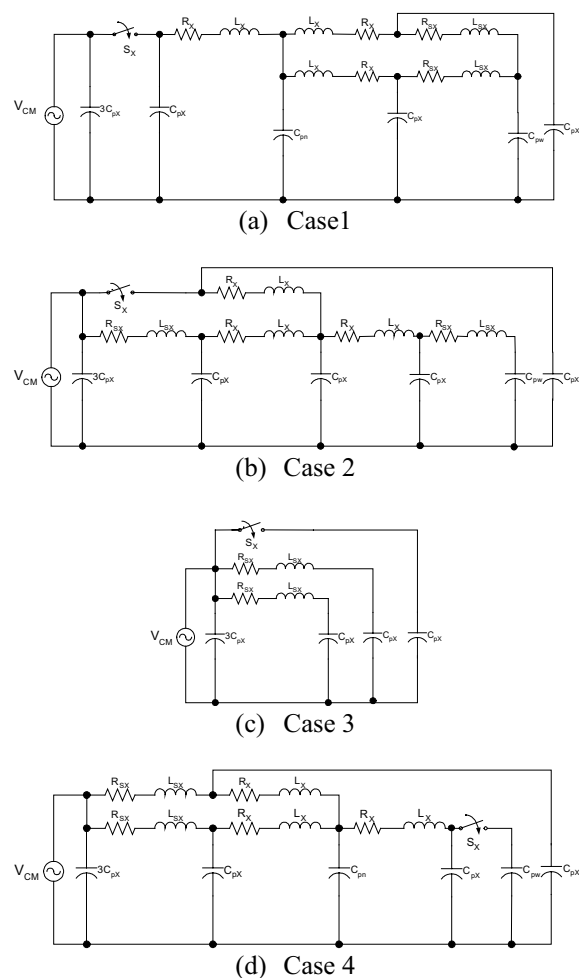 R_X L_X L_X R_X R_SX L_SX
S_X
L_X R_X R_SX L_SX
V_CM
3C_pX C_pX C_pX C_pX
C_pn C_pw
(a) Case1
R_X L_X
S_X
R_SX L_SX R_X L_X R_X L_X R_SX L_SX
V_CM
3C_pX C_pX C_pX C_pX C_pw C_pX
(b) Case 2
S_X
R_SX L_SX
R_SX L_SX
V_CM
3C_pX C_pX C_pX C_pX
(c) Case 3
R_SX L_SX R_X L_X
R_SX L_SX R_X L_X R_X L_X
S_X
V_CM
3C_pX C_pX C_pn C_pX C_pw C_pX
(d) Case 4